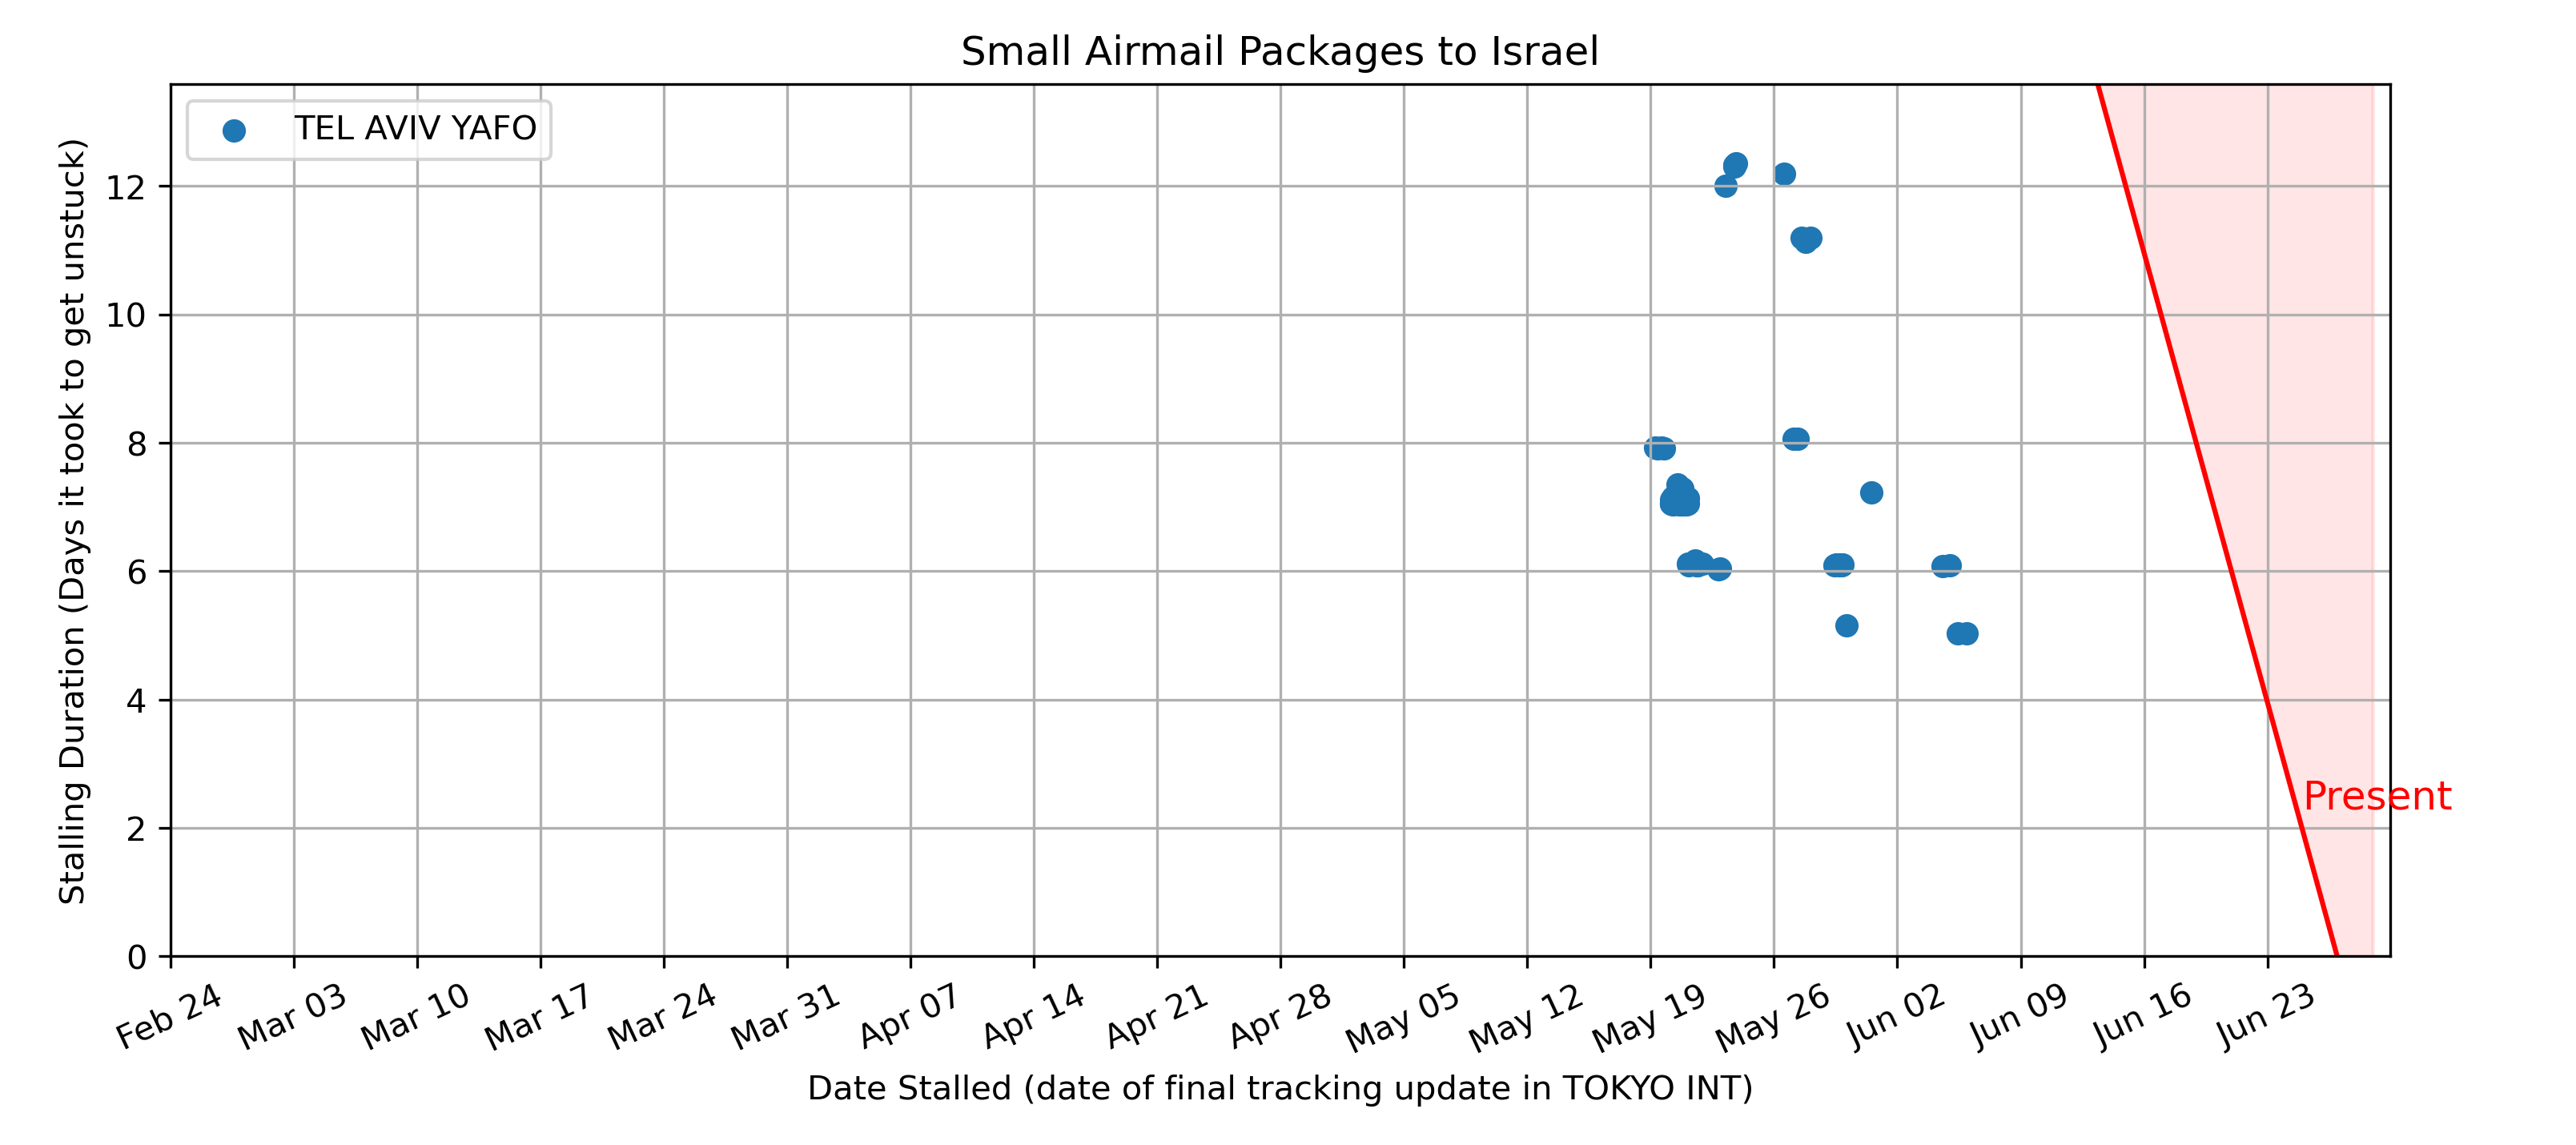 Small Airmail Packages to Israel
TEL AVIV YAFO
Stalling Duration (Days it took to get unstuck)
12
10
8
6
4
2
0
Present
Feb 24
Mar 03
Mar 10
Mar 17
Mar 24
Mar 31
Apr 07
Apr 14
Apr 21
Apr 28
May 05
May 12
May 19
May 26
Jun 02
Jun 09
Jun 16
Jun 23
Date Stalled (date of final tracking update in TOKYO INT)